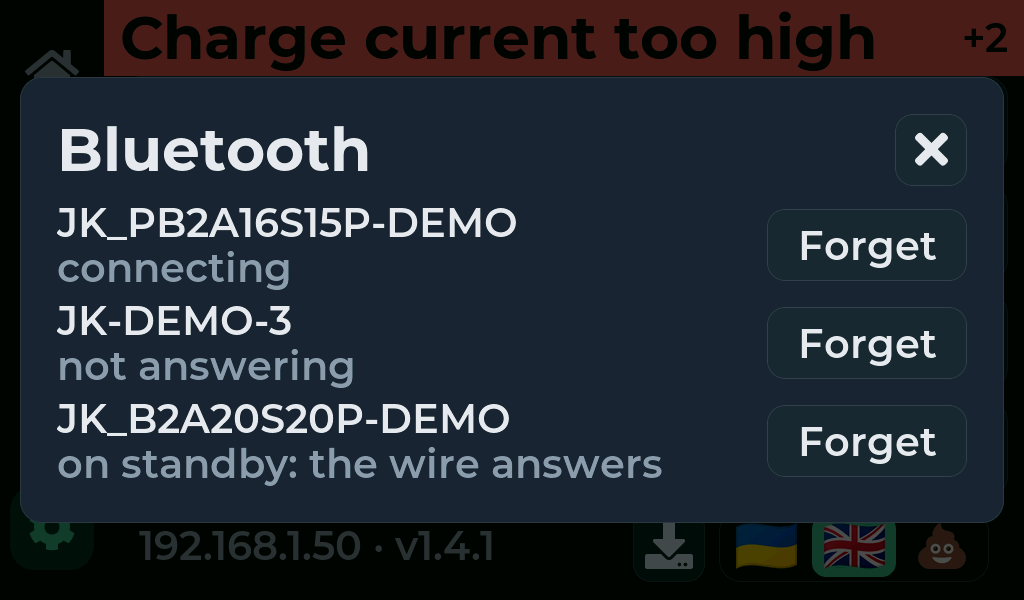 Charge current too high
+2
Bluetooth
JK_PB2A16S15P-DEMO
connecting
Forget
JK-DEMO-3
not answering
Forget
JK_B2A20S20P-DEMO
on standby: the wire answers
Forget
192.168.1.50 · v1.4.1